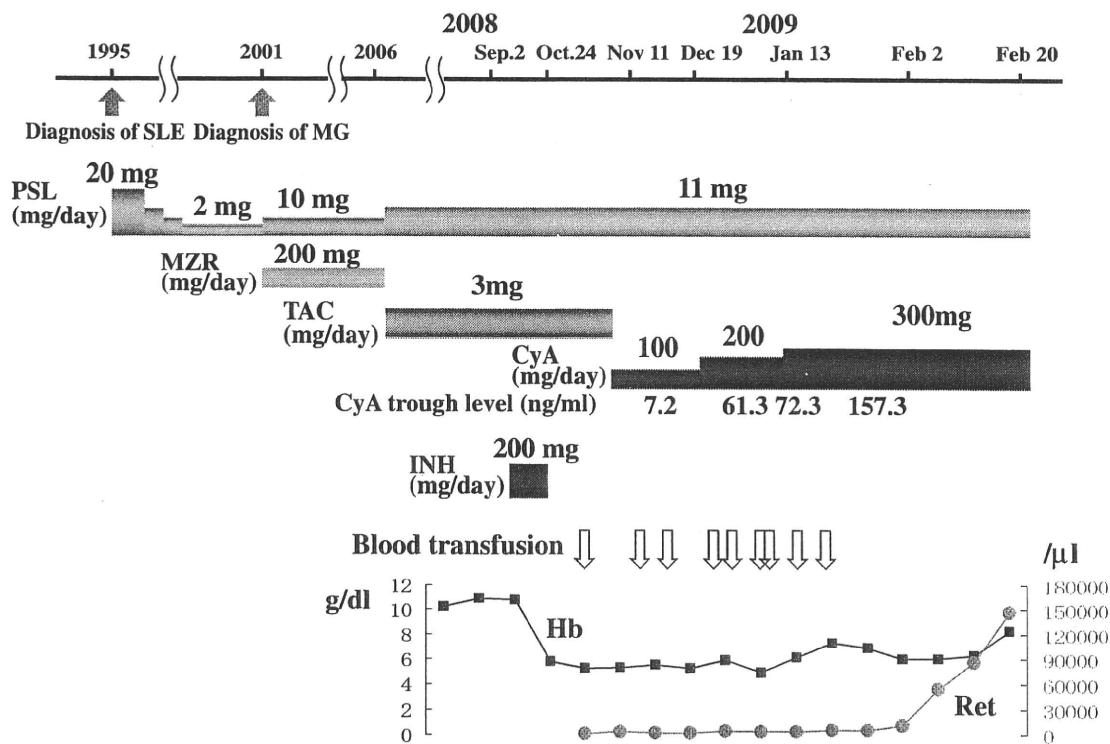 2008 2009
1995 2001 2006 Sep.2 Oct.24 Nov 11 Dec 19 Jan 13 Feb 2 Feb 20
Diagnosis of SLE Diagnosis of MG
PSL
(mg/day)
20 mg 2 mg 10 mg 11 mg
MZR
(mg/day)
200 mg
TAC
(mg/day)
3mg
CyA
(mg/day)
100 200 300mg
CyA trough level (ng/ml) 7.2 61.3 72.3 157.3
INH
(mg/day)
200 mg
Blood transfusion
g/dl
12
10
8
6
4
2
0
Hb
Ret
/μl
180000
150000
120000
90000
60000
30000
0